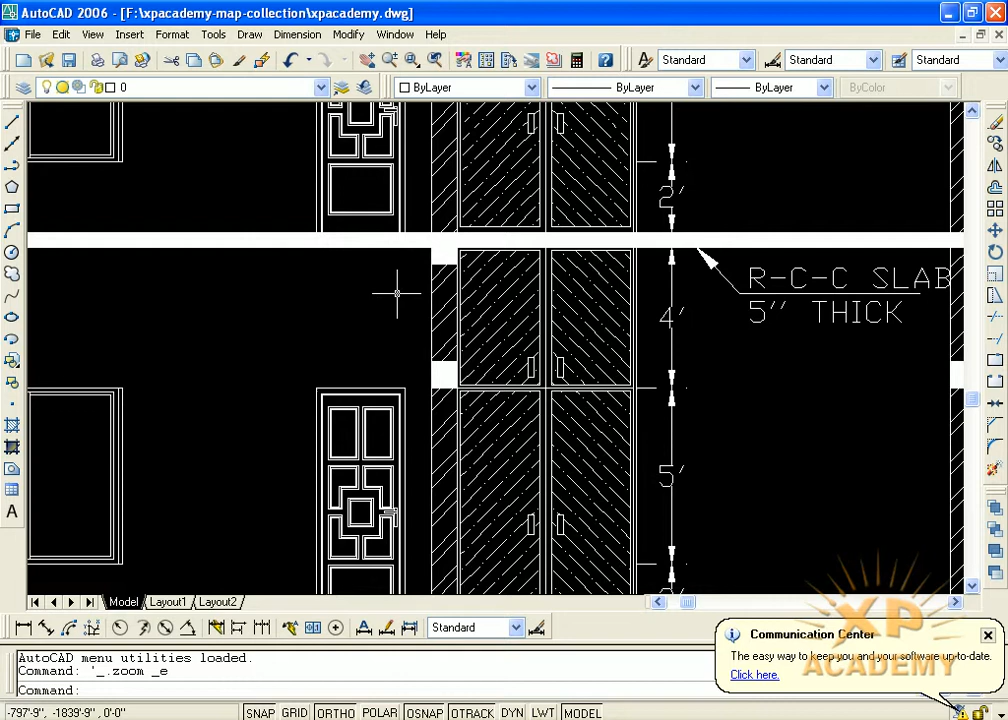 AutoCAD 2006 - [F:\xpacademy-map-collection\xpacademy.dwg]
File Edit View Insert Format Tools Draw Dimension Modify Window Help
Standard Standard Standard
0 ByLayer ByLayer ByLayer ByColor
2'
R-C-C SLAB
4'
5'' THICK
5'
Model Layout1 Layout2
Standard
Communication Center
The easy way to keep you and your software up-to-date.
Click here.
XP
ACADEMY
AutoCAD menu utilities loaded.
Command: '_.zoom _e
Command:
-797'-9", -1839'-9", 0'-0" SNAP GRID ORTHO POLAR OSNAP OTRACK DYN LWT MODEL